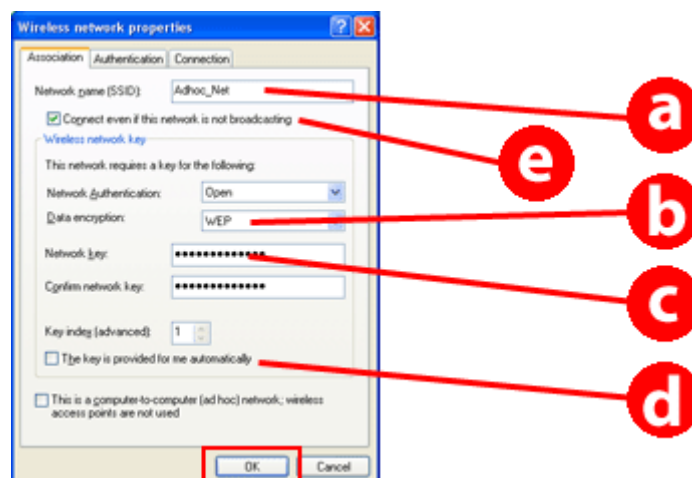 Wireless network properties
Association Authentication Connection
Network name (SSID): Adhoc_Net
a
Connect even if this network is not broadcasting
e
Wireless network key
This network requires a key for the following:
Network Authentication: Open
b
Data encryption: WEP
Network key: •••••••••••••
c
Confirm network key: •••••••••••••
Key index (advanced): 1
The key is provided for me automatically
d
This is a computer-to-computer (ad hoc) network; wireless
access points are not used
OK Cancel